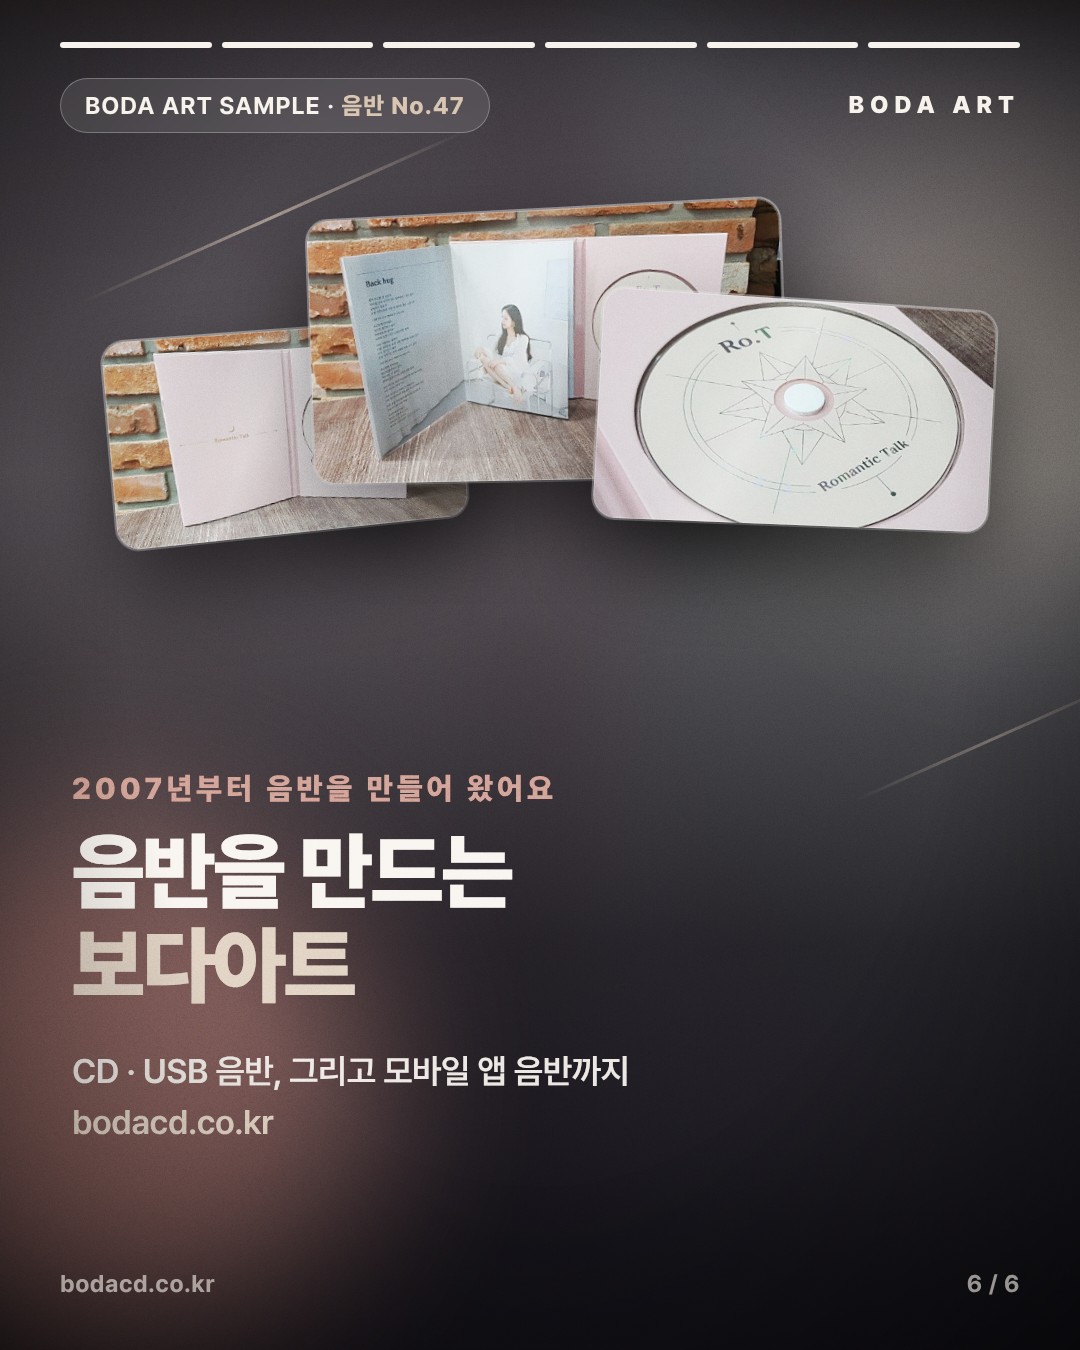 BODA ART SAMPLE · 음반 No.47
BODA ART
Back hug
Romantic Talk
Ro.T
Romantic Talk
2007년부터 음반을 만들어 왔어요
음반을 만드는
보다아트
CD · USB 음반, 그리고 모바일 앱 음반까지
bodacd.co.kr
bodacd.co.kr
6 / 6